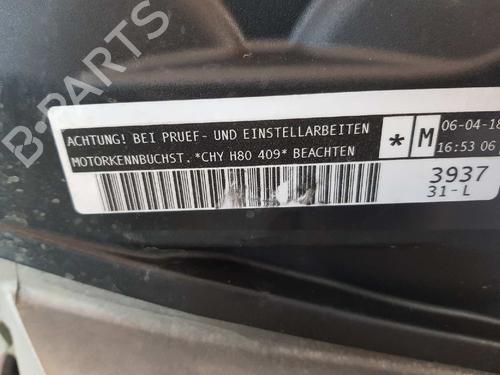 B-PARTS
ACHTUNG! BEI PRUEF- UND EINSTELLARBEITEN
MOTORKENNBUCHST. *CHY H80 409* BEACHTEN
* M
06-04-18
16:53 06
3937
31-L